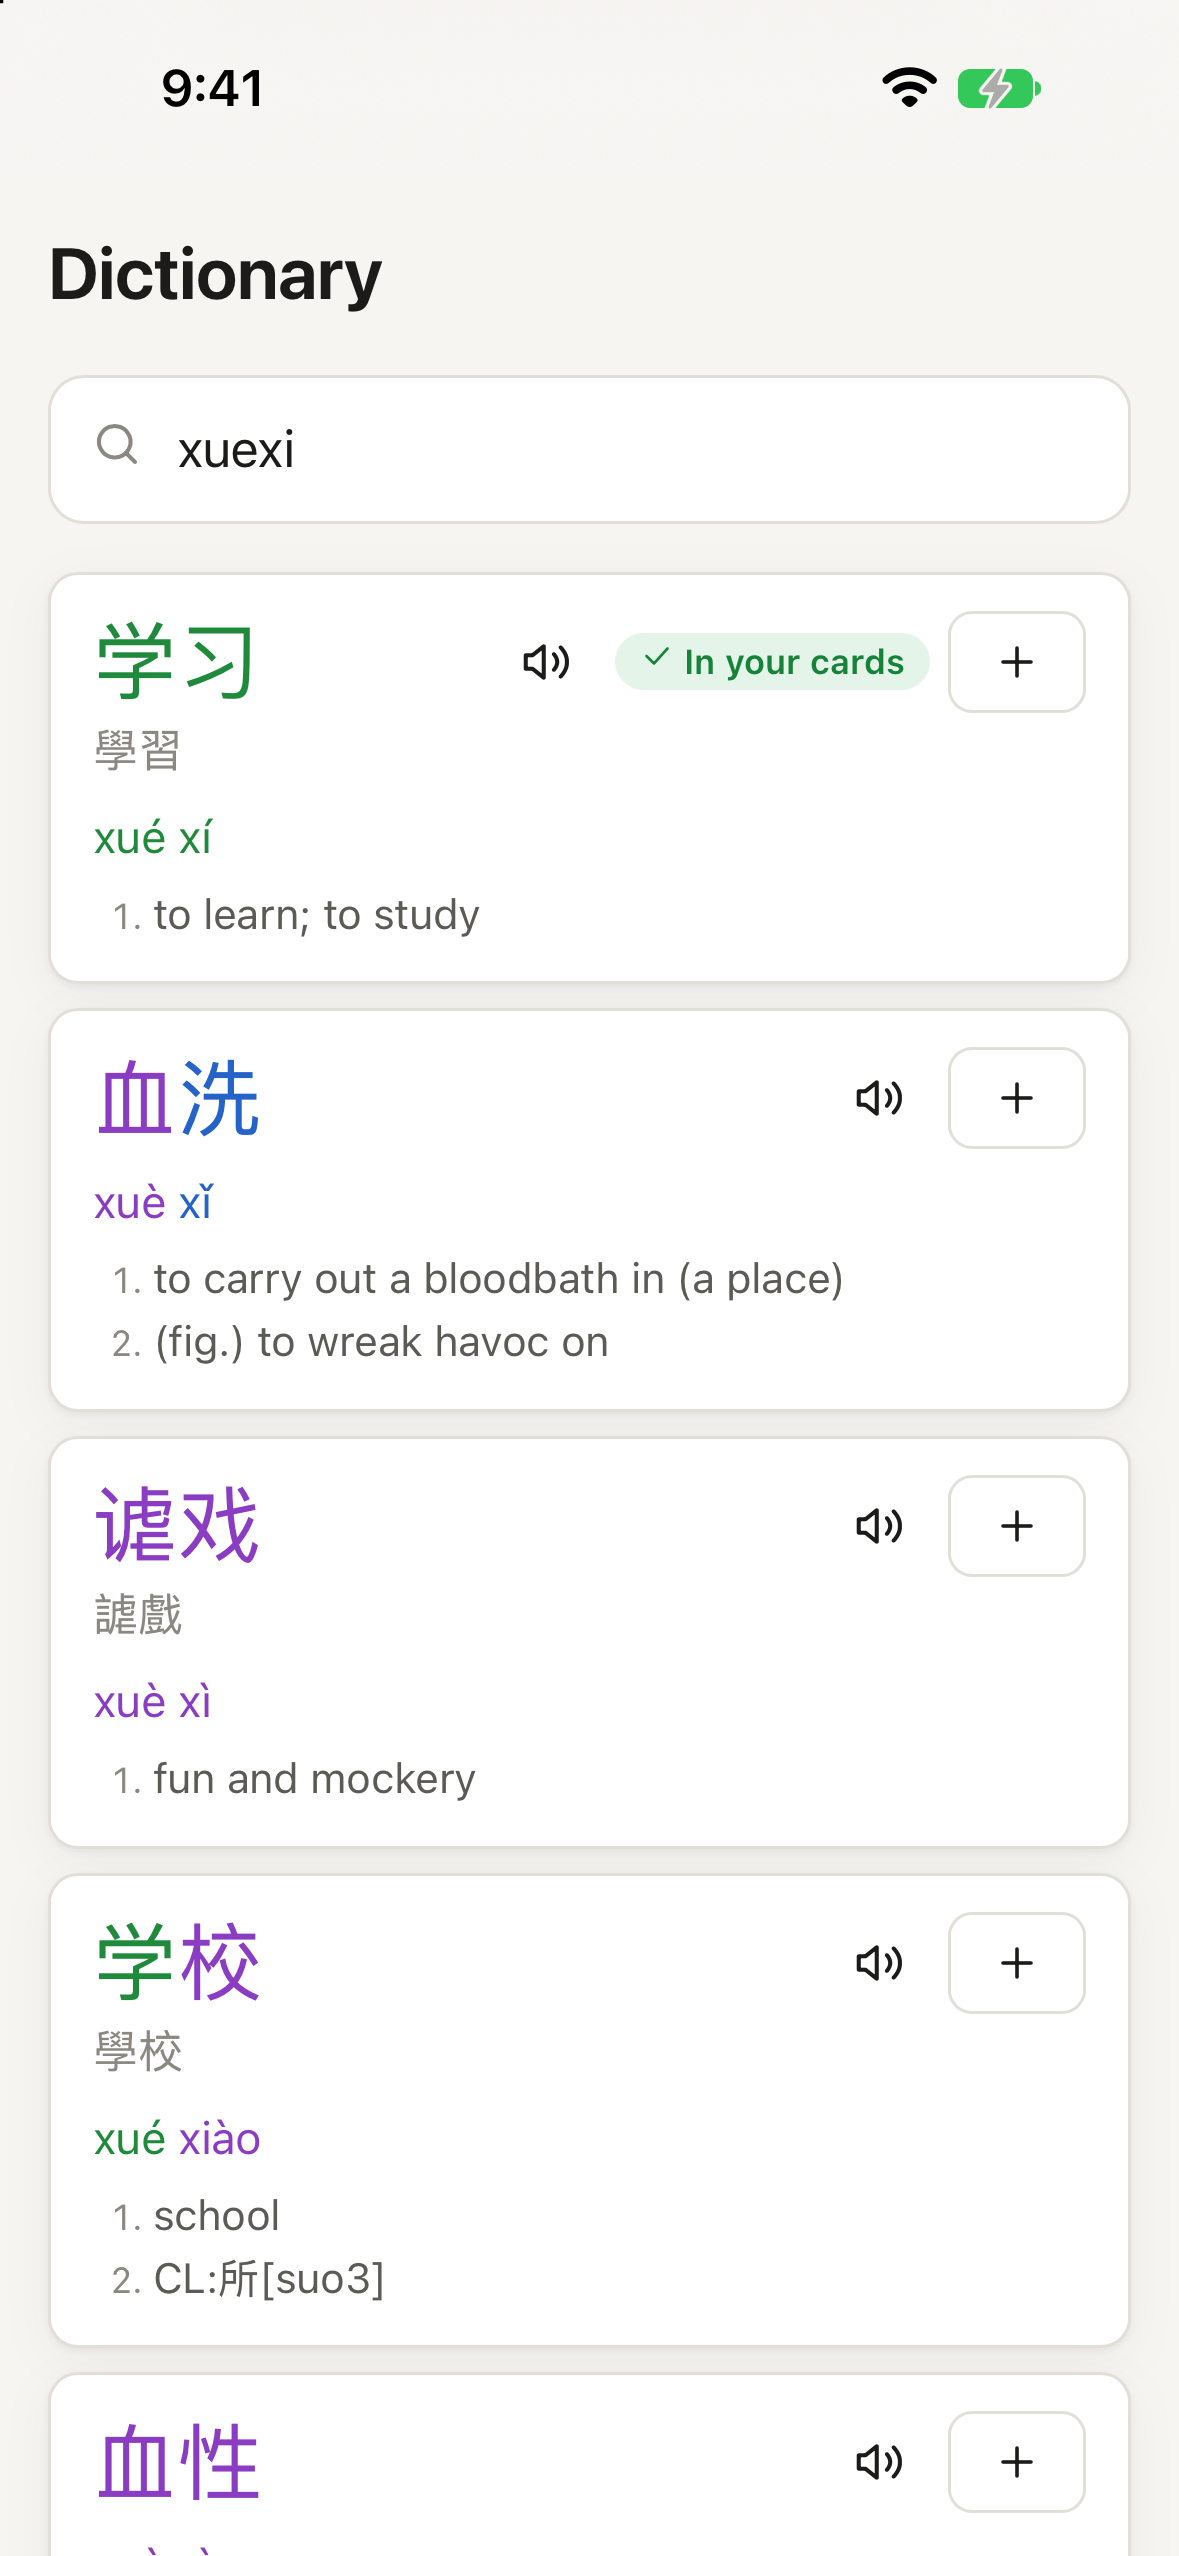 9:41
Dictionary
xuexi
学习
In your cards
學習
xué xí
1. to learn; to study
血洗
xuè xǐ
1. to carry out a bloodbath in (a place)
2. (fig.) to wreak havoc on
谑戏
謔戲
xuè xì
1. fun and mockery
学校
學校
xué xiào
1. school
2. CL:所[suo3]
血性